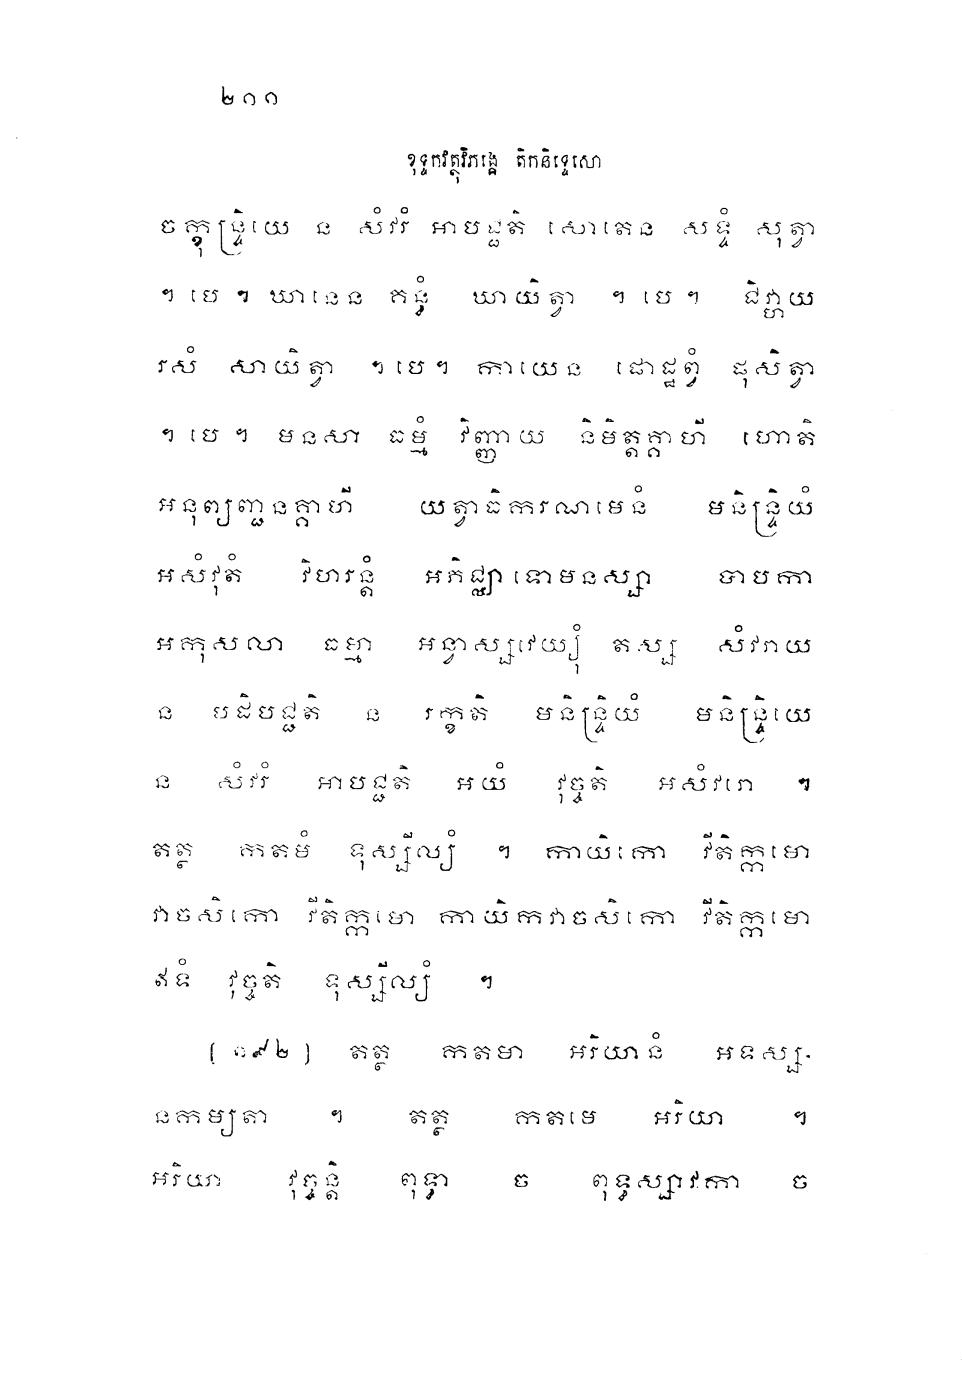 ២១១
ខុទ្ទកវត្ថុវិភង្គេ តិកនិទ្ទេសោ
ចក្ខុន្ទ្រិយេ ន សំវរំ អាបជ្ជតិ សោតេន សទ្ទំ សុត្វា
។ បេ ។ ឃានេន គន្ធំ ឃាយិត្វា ។ បេ ។ ជិវ្ហាយ
រសំ សាយិត្វា ។ បេ ។ កាយេន ផោដ្ឋព្វំ ផុសិត្វា
។ បេ ។ មនសា ធម្មំ វិញ្ញាយ និមិត្តគ្គាហី ហោតិ
អនុព្យញ្ជនគ្គាហី យត្វាធិករណមេនំ មនិន្ទ្រិយំ
អសំវុតំ វិហរន្តំ អភិជ្ឈាទោមនស្សា បាបកា
អកុសលា ធម្មា អន្វាស្សវេយ្យុំ តស្ស សំវរាយ
ន បដិបជ្ជតិ ន រក្ខតិ មនិន្ទ្រិយំ មនិន្ទ្រិយេ
ន សំវរំ អាបជ្ជតិ អយំ វុច្ចតិ អសំវរោ ។
តត្ថ កតមំ ទុស្សីល្យំ ។ កាយិកោ វីតិក្កមោ
វាចសិកោ វីតិក្កមោ កាយិកវាចសិកោ វីតិក្កមោ
ឥទំ វុច្ចតិ ទុស្សីល្យំ ។
(១៩២) តត្ថ កតមា អរិយានំ អទស្ស-
នកម្យតា ។ តត្ថ កតមេ អរិយា ។
អរិយា វុច្ចន្តិ ពុទ្ធា ច ពុទ្ធស្សាវកា ច